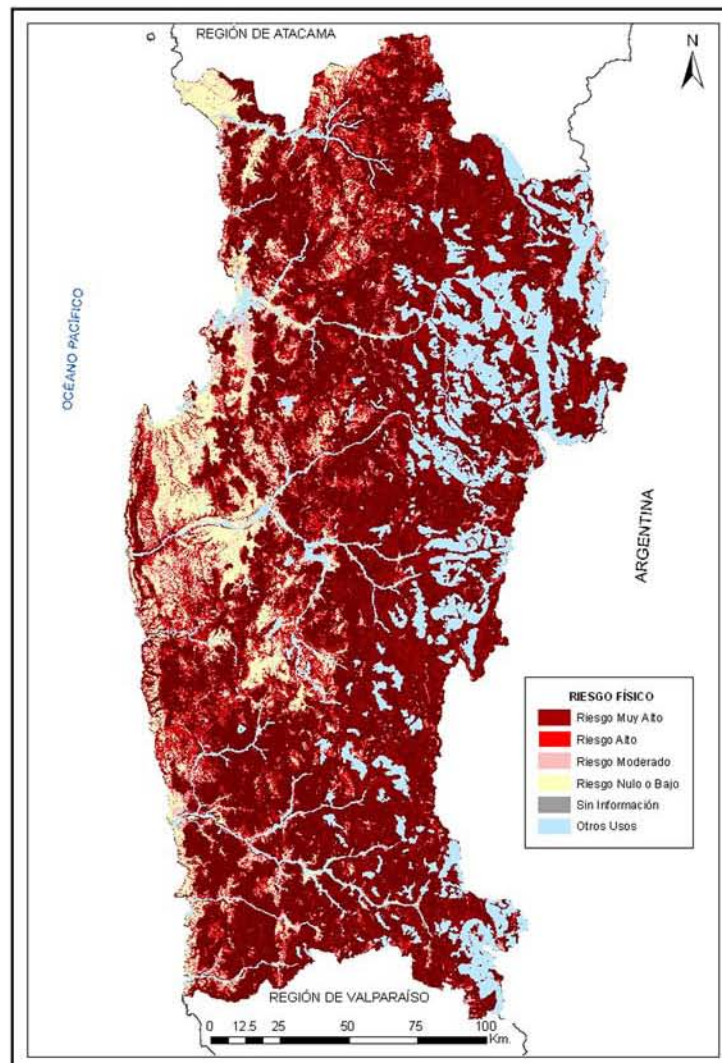 REGIÓN DE ATACAMA
N
OCÉANO PACÍFICO
ARGENTINA
RIESGO FÍSICO
Riesgo Muy Alto
Riesgo Alto
Riesgo Moderado
Riesgo Nulo o Bajo
Sin Información
Otros Usos
REGIÓN DE VALPARAÍSO
0 12.5 25 50 75 100
Km.